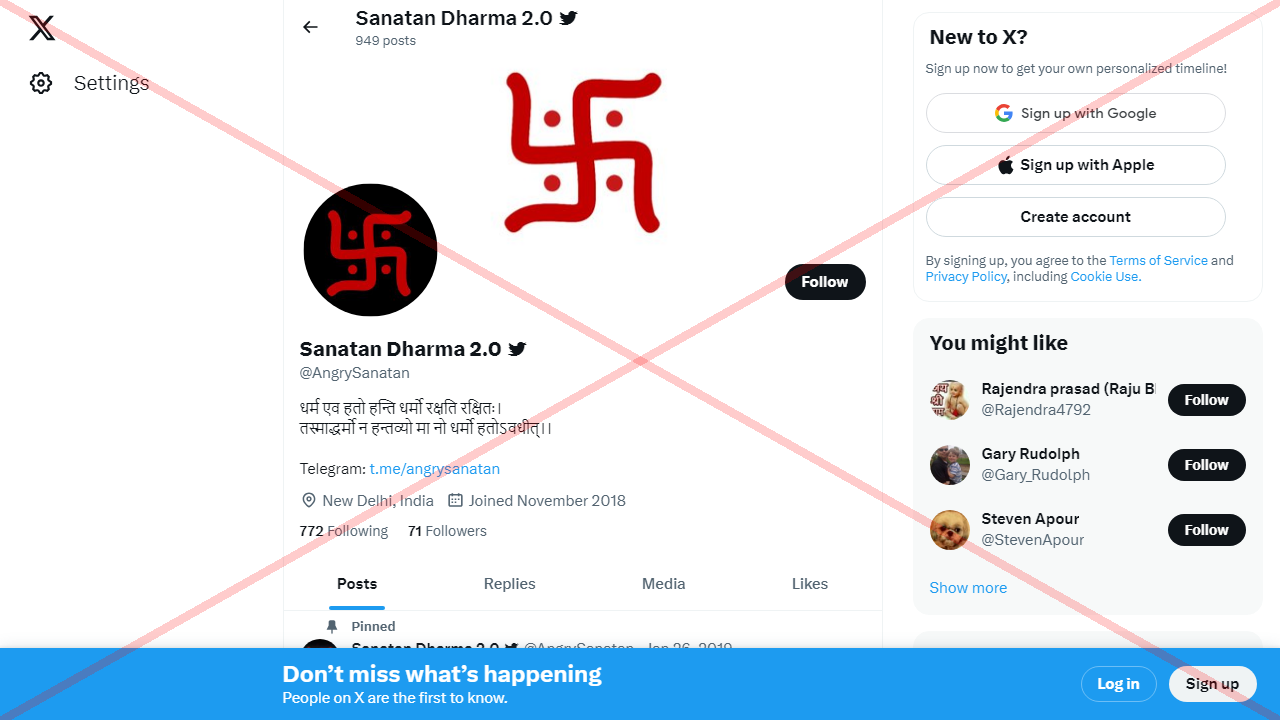 Settings
Sanatan Dharma 2.0
949 posts
Follow
Sanatan Dharma 2.0
@AngrySanatan
धर्म एव हतो हन्ति धर्मो रक्षति रक्षितः।
तस्माद्धर्मो न हन्तव्यो मा नो धर्मो हतोऽवधीत्।।
Telegram: t.me/angrysanatan
New Delhi, India Joined November 2018
772 Following 71 Followers
Posts Replies Media Likes
Pinned
Sanatan Dharma 2.0 @AngrySanatan · Jan 26, 2019
New to X?
Sign up now to get your own personalized timeline!
Sign up with Google
Sign up with Apple
Create account
By signing up, you agree to the Terms of Service and
Privacy Policy, including Cookie Use.
You might like
Rajendra prasad (Raju
@Rajendra4792
Follow
Gary Rudolph
@Gary_Rudolph
Follow
Steven Apour
@StevenApour
Follow
Show more
Don’t miss what’s happening
People on X are the first to know.
Log in Sign up